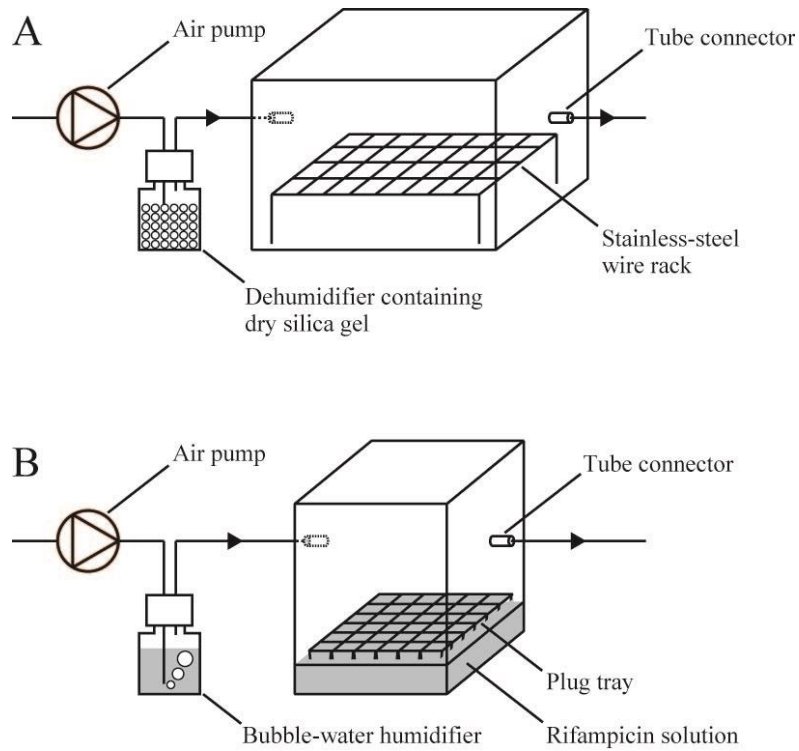 A
Air pump
Tube connector
Stainless-steel
wire rack
Dehumidifier containing
dry silica gel
B
Air pump
Tube connector
Plug tray
Bubble-water humidifier
Rifampicin solution